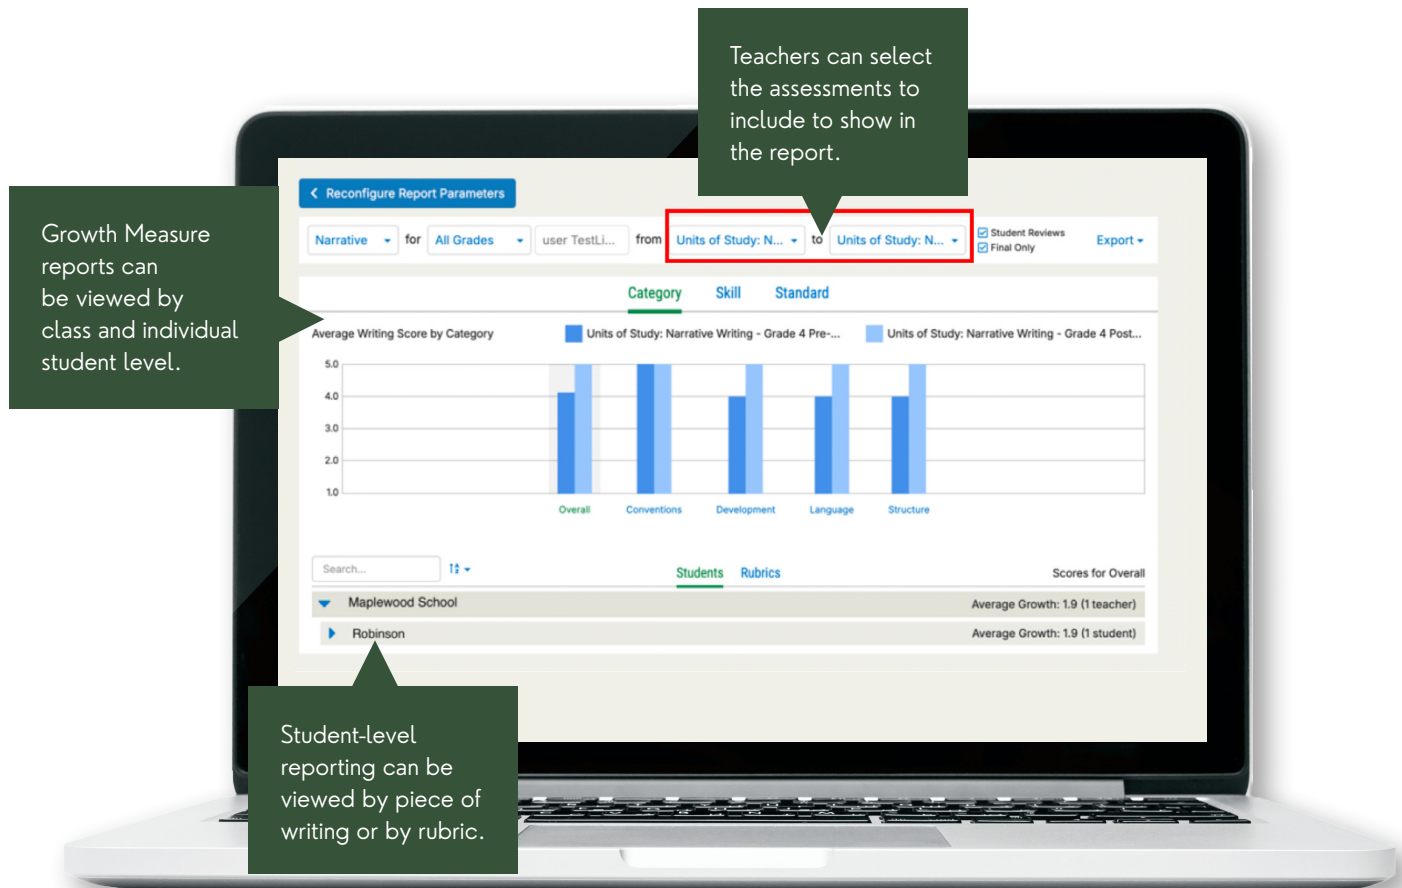 Teachers can select
the assessments to
include to show in
the report.
Growth Measure
reports can
be viewed by
class and individual
student level.
Reconfigure Report Parameters
Narrative for All Grades user TestLi... from Units of Study: N... to Units of Study: N... Student Reviews
Final Only
Export
Category Skill Standard
Average Writing Score by Category
Units of Study: Narrative Writing - Grade 4 Pre-...
Units of Study: Narrative Writing - Grade 4 Post...
5.0
4.0
3.0
2.0
1.0
Overall Conventions Development Language Structure
Search...
Students Rubrics
Scores for Overall
Maplewood School Average Growth: 1.9 (1 teacher)
Robinson Average Growth: 1.9 (1 student)
Student-level
reporting can be
viewed by piece of
writing or by rubric.